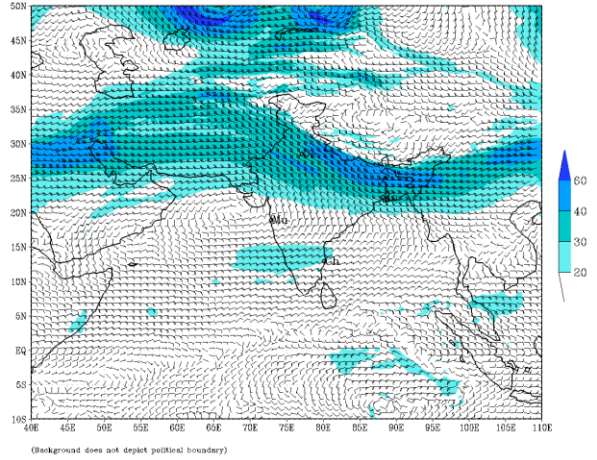 50N
45N
40N
35N
30N
25N
20N
15N
10N
5N
EQ
5S
10S
40E 45E 50E 55E 60E 65E 70E 75E 80E 85E 90E 95E 100E 105E 110E
60
40
30
20
Mu
Ch
(Background does not depict political boundary)